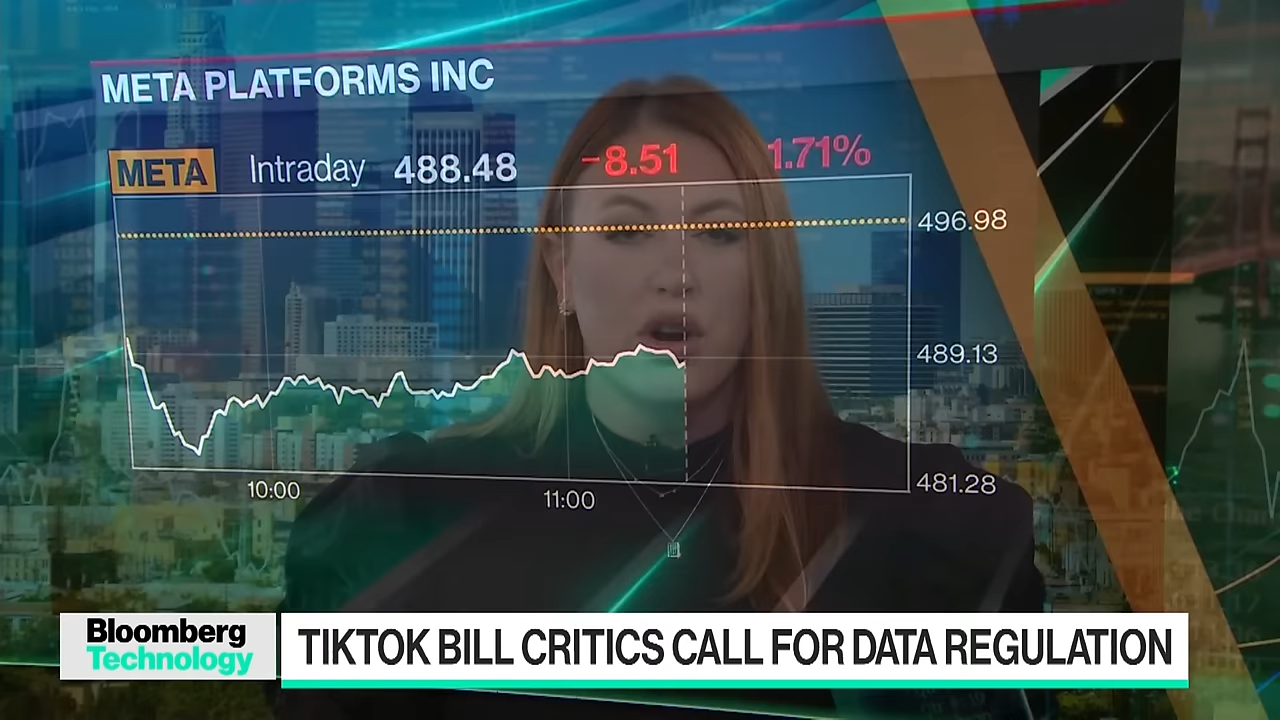 META PLATFORMS INC
META Intraday 488.48 -8.51 1.71%
496.98
489.13
481.28
10:00 11:00
Bloomberg
Technology
TIKTOK BILL CRITICS CALL FOR DATA REGULATION